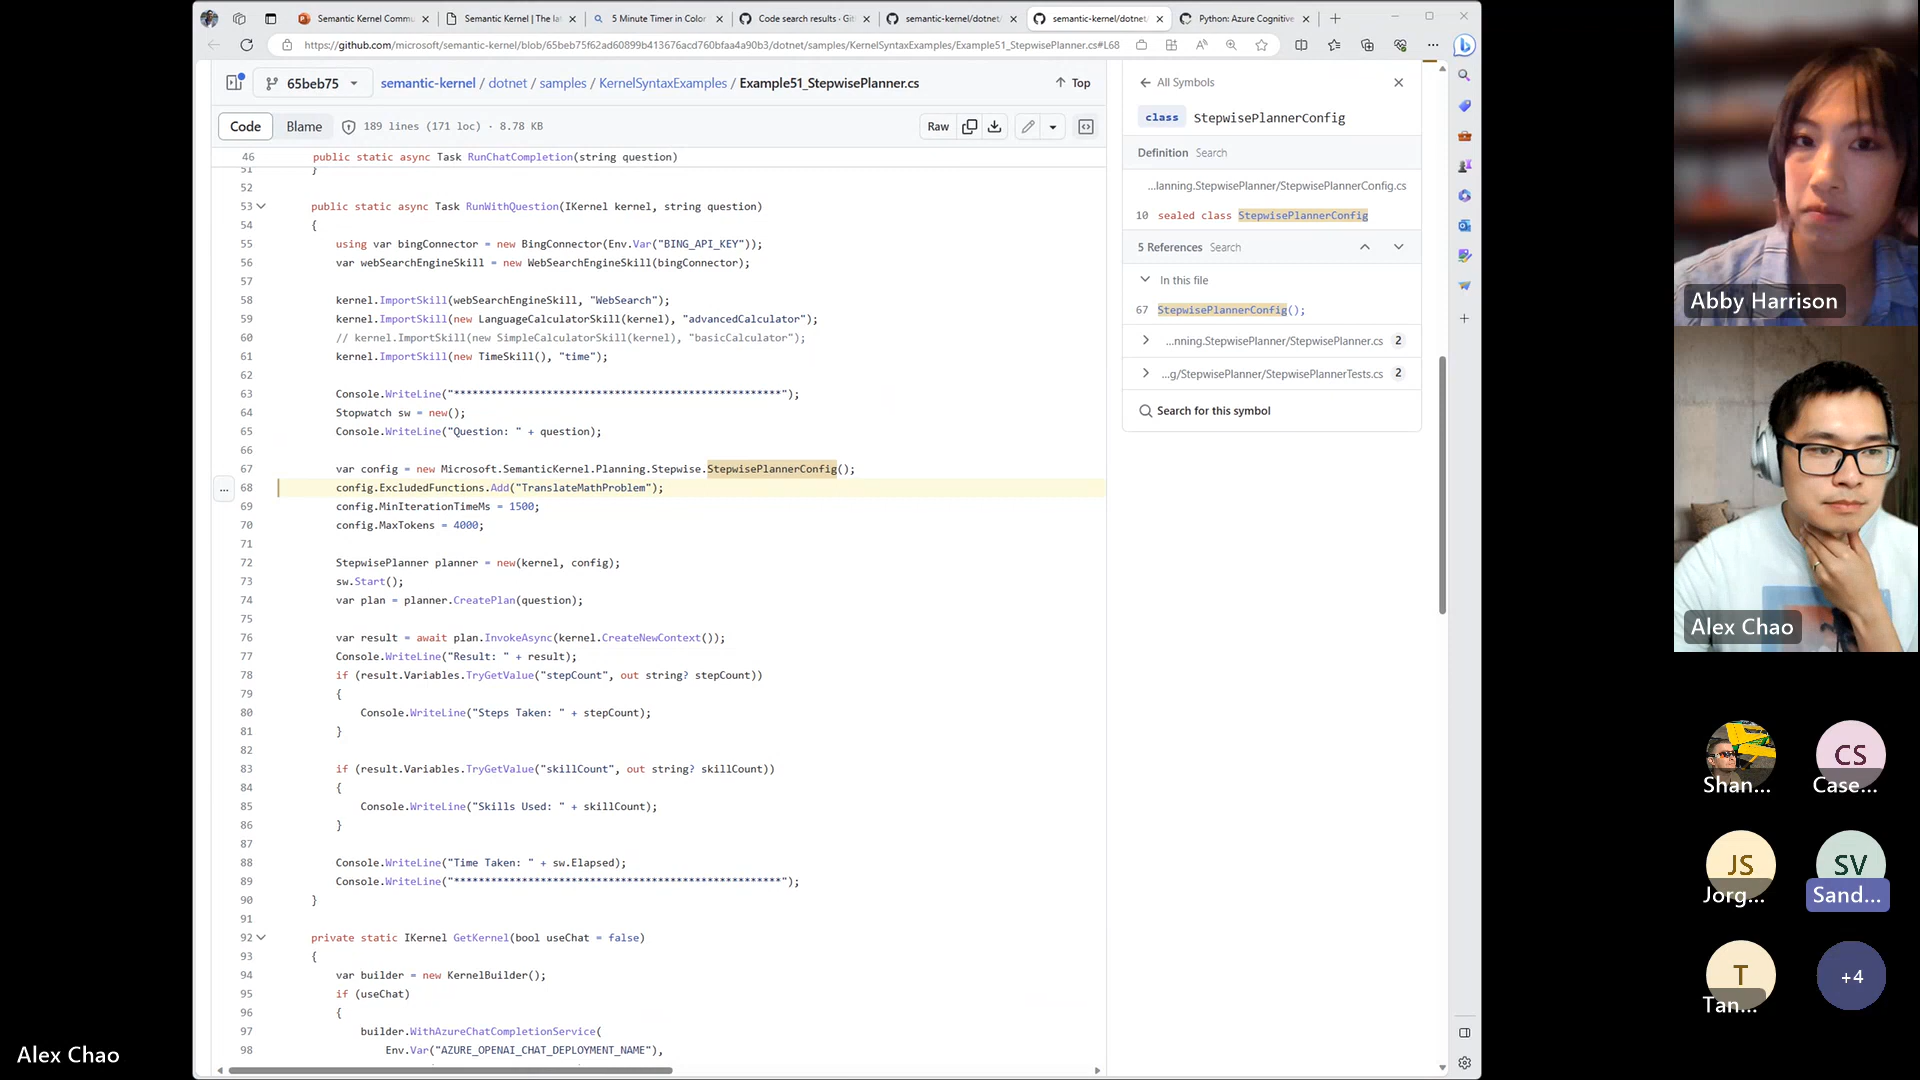 Semantic Kernel Commu
Semantic Kernel | The la
5 Minute Timer in Color
Code search results · Git
semantic-kernel/dotnet/
semantic-kernel/dotnet/
Python: Azure Cognitive
https://github.com/microsoft/semantic-kernel/blob/65beb75f62ad60899b413676acd760bfaa4a90b3/dotnet/samples/KernelSyntaxExamples/Example51_StepwisePlanner.cs#L68
65beb75
semantic-kernel / dotnet / samples / KernelSyntaxExamples / Example51_StepwisePlanner.cs
Top
Code
Blame
189 lines (171 loc) · 8.78 KB
Raw
46 public static async Task RunChatCompletion(string question)
51 }
52
53 public static async Task RunWithQuestion(IKernel kernel, string question)
54 {
55 using var bingConnector = new BingConnector(Env.Var("BING_API_KEY"));
56 var webSearchEngineSkill = new WebSearchEngineSkill(bingConnector);
57
58 kernel.ImportSkill(webSearchEngineSkill, "WebSearch");
59 kernel.ImportSkill(new LanguageCalculatorSkill(kernel), "advancedCalculator");
60 // kernel.ImportSkill(new SimpleCalculatorSkill(kernel), "basicCalculator");
61 kernel.ImportSkill(new TimeSkill(), "time");
62
63 Console.WriteLine("*****************************************************");
64 Stopwatch sw = new();
65 Console.WriteLine("Question: " + question);
66
67 var config = new Microsoft.SemanticKernel.Planning.Stepwise.StepwisePlannerConfig();
68 config.ExcludedFunctions.Add("TranslateMathProblem");
69 config.MinIterationTimeMs = 1500;
70 config.MaxTokens = 4000;
71
72 StepwisePlanner planner = new(kernel, config);
73 sw.Start();
74 var plan = planner.CreatePlan(question);
75
76 var result = await plan.InvokeAsync(kernel.CreateNewContext());
77 Console.WriteLine("Result: " + result);
78 if (result.Variables.TryGetValue("stepCount", out string? stepCount))
79 {
80 Console.WriteLine("Steps Taken: " + stepCount);
81 }
82
83 if (result.Variables.TryGetValue("skillCount", out string? skillCount))
84 {
85 Console.WriteLine("Skills Used: " + skillCount);
86 }
87
88 Console.WriteLine("Time Taken: " + sw.Elapsed);
89 Console.WriteLine("*****************************************************");
90 }
91
92 private static IKernel GetKernel(bool useChat = false)
93 {
94 var builder = new KernelBuilder();
95 if (useChat)
96 {
97 builder.WithAzureChatCompletionService(
98 Env.Var("AZURE_OPENAI_CHAT_DEPLOYMENT_NAME"),
All Symbols
class StepwisePlannerConfig
Definition Search
...lanning.StepwisePlanner/StepwisePlannerConfig.cs
10 sealed class StepwisePlannerConfig
5 References Search
In this file
67 StepwisePlannerConfig();
...nning.StepwisePlanner/StepwisePlanner.cs 2
...g/StepwisePlanner/StepwisePlannerTests.cs 2
Search for this symbol
Abby Harrison
Alex Chao
Shan...
CS
Case...
JS
Jorg...
SV
Sand...
T
Tan...
+4
Alex Chao